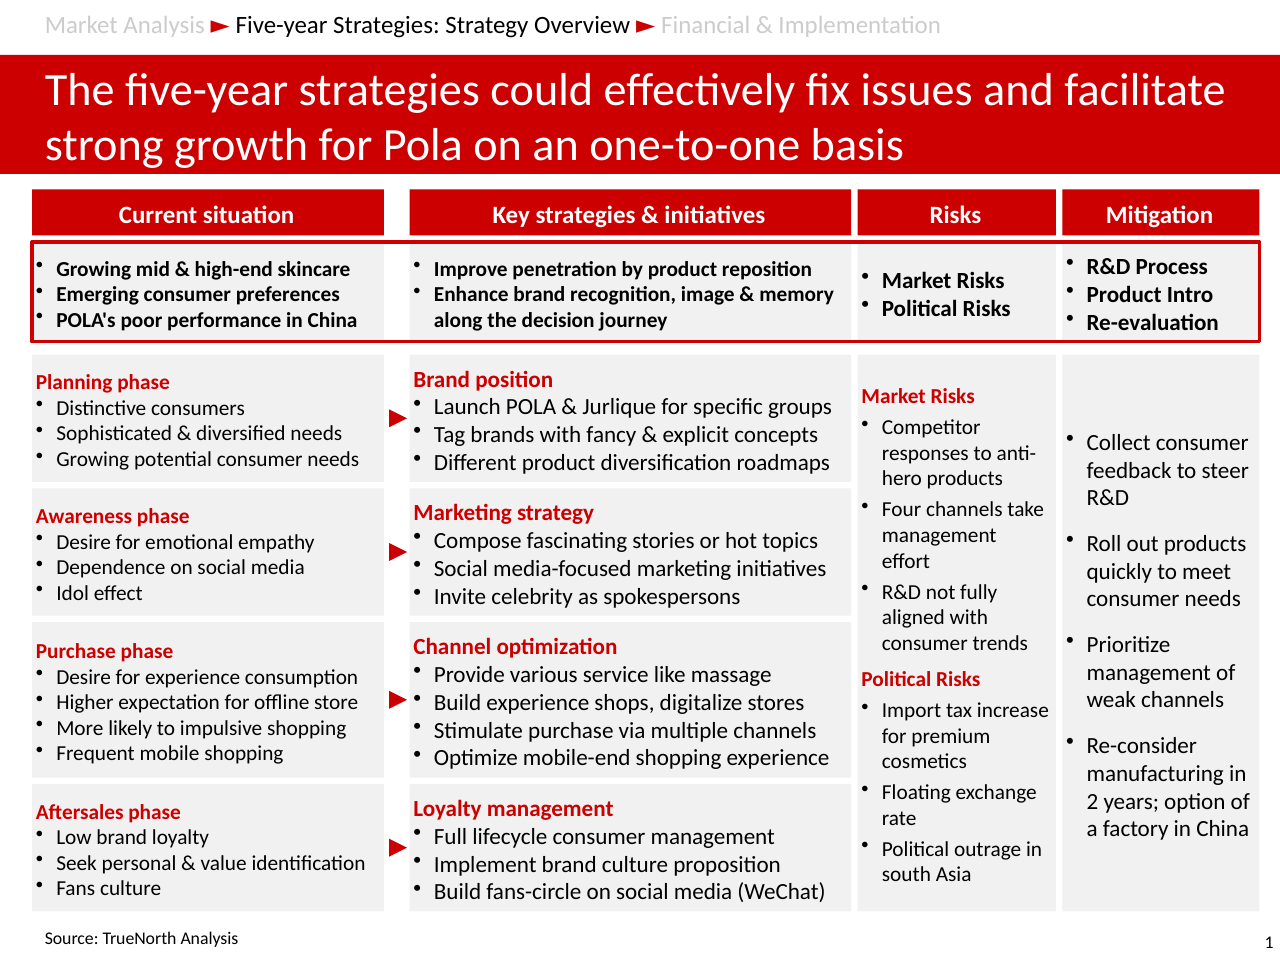 Market Analysis ► Five-year Strategies: Strategy Overview ► Financial & Implementation
The five-year strategies could effectively fix issues and facilitate
strong growth for Pola on an one-to-one basis
Current situation
• Growing mid & high-end skincare
• Emerging consumer preferences
• POLA's poor performance in China
Key strategies & initiatives
• Improve penetration by product reposition
• Enhance brand recognition, image & memory
along the decision journey
Risks
• Market Risks
• Political Risks
Mitigation
• R&D Process
• Product Intro
• Re-evaluation
Planning phase
• Distinctive consumers
• Sophisticated & diversified needs
• Growing potential consumer needs
Brand position
• Launch POLA & Jurlique for specific groups
• Tag brands with fancy & explicit concepts
• Different product diversification roadmaps
Awareness phase
• Desire for emotional empathy
• Dependence on social media
• Idol effect
Marketing strategy
• Compose fascinating stories or hot topics
• Social media-focused marketing initiatives
• Invite celebrity as spokespersons
Purchase phase
• Desire for experience consumption
• Higher expectation for offline store
• More likely to impulsive shopping
• Frequent mobile shopping
Channel optimization
• Provide various service like massage
• Build experience shops, digitalize stores
• Stimulate purchase via multiple channels
• Optimize mobile-end shopping experience
Aftersales phase
• Low brand loyalty
• Seek personal & value identification
• Fans culture
Loyalty management
• Full lifecycle consumer management
• Implement brand culture proposition
• Build fans-circle on social media (WeChat)
Market Risks
• Competitor
responses to anti-
hero products
• Four channels take
management
effort
• R&D not fully
aligned with
consumer trends
Political Risks
• Import tax increase
for premium
cosmetics
• Floating exchange
rate
• Political outrage in
south Asia
• Collect consumer
feedback to steer
R&D
• Roll out products
quickly to meet
consumer needs
• Prioritize
management of
weak channels
• Re-consider
manufacturing in
2 years; option of
a factory in China
Source: TrueNorth Analysis
1